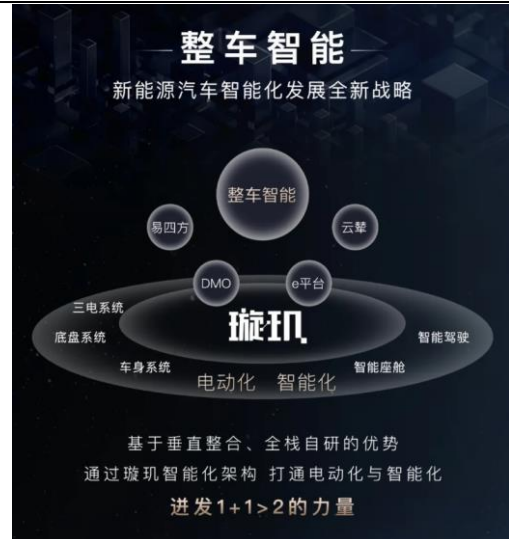 整车智能
新能源汽车智能化发展全新战略
整车智能
易四方
云辇
DMO
e平台
三电系统
璇玑
底盘系统
智能驾驶
车身系统
智能座舱
电动化 智能化
基于垂直整合、全栈自研的优势
通过璇玑智能化架构 打通电动化与智能化
迸发1+1>2的力量